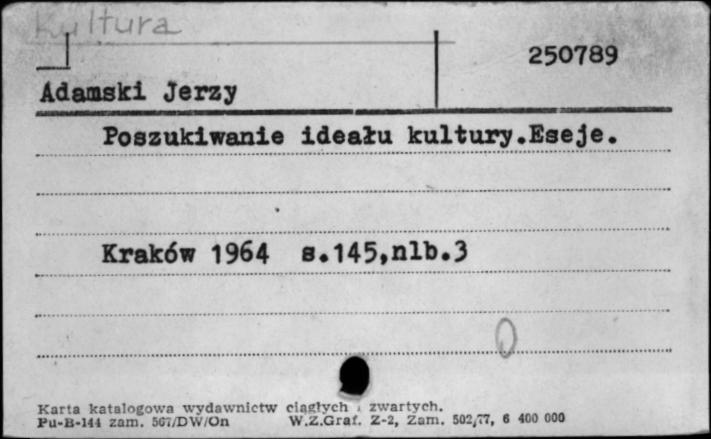 Kultura
250789
Adamski Jerzy
Poszukiwanie ideału kultury.Eseje.
Kraków 1964 s.145,nlb.3
Karta katalogowa wydawnictw ciągłych i zwartych.
Pu-B-144 zam. 567/DW/On W.Z.Graf. Z-2, Zam. 502/77, 6 400 000